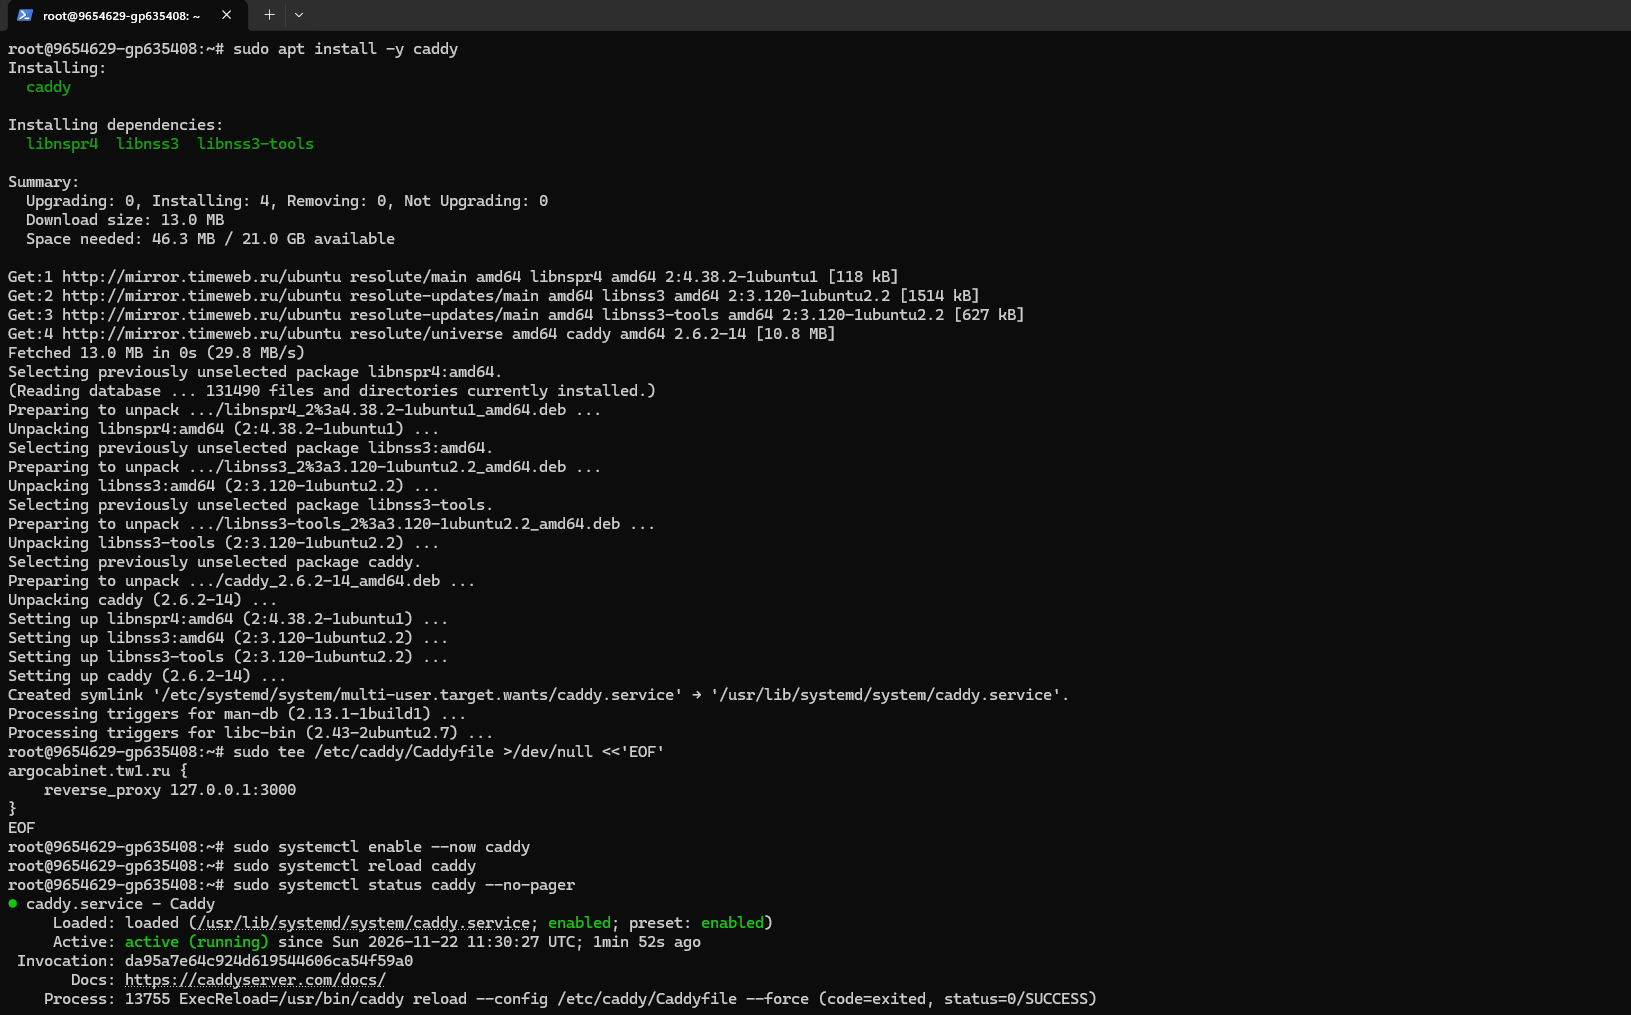 root@9654629-gp635408: ~
root@9654629-gp635408:~# sudo apt install -y caddy
Installing:
  caddy

Installing dependencies:
  libnspr4  libnss3  libnss3-tools

Summary:
  Upgrading: 0, Installing: 4, Removing: 0, Not Upgrading: 0
  Download size: 13.0 MB
  Space needed: 46.3 MB / 21.0 GB available

Get:1 http://mirror.timeweb.ru/ubuntu resolute/main amd64 libnspr4 amd64 2:4.38.2-1ubuntu1 [118 kB]
Get:2 http://mirror.timeweb.ru/ubuntu resolute-updates/main amd64 libnss3 amd64 2:3.120-1ubuntu2.2 [1514 kB]
Get:3 http://mirror.timeweb.ru/ubuntu resolute-updates/main amd64 libnss3-tools amd64 2:3.120-1ubuntu2.2 [627 kB]
Get:4 http://mirror.timeweb.ru/ubuntu resolute/universe amd64 caddy amd64 2.6.2-14 [10.8 MB]
Fetched 13.0 MB in 0s (29.8 MB/s)
Selecting previously unselected package libnspr4:amd64.
(Reading database ... 131490 files and directories currently installed.)
Preparing to unpack .../libnspr4_2%3a4.38.2-1ubuntu1_amd64.deb ...
Unpacking libnspr4:amd64 (2:4.38.2-1ubuntu1) ...
Selecting previously unselected package libnss3:amd64.
Preparing to unpack .../libnss3_2%3a3.120-1ubuntu2.2_amd64.deb ...
Unpacking libnss3:amd64 (2:3.120-1ubuntu2.2) ...
Selecting previously unselected package libnss3-tools.
Preparing to unpack .../libnss3-tools_2%3a3.120-1ubuntu2.2_amd64.deb ...
Unpacking libnss3-tools (2:3.120-1ubuntu2.2) ...
Selecting previously unselected package caddy.
Preparing to unpack .../caddy_2.6.2-14_amd64.deb ...
Unpacking caddy (2.6.2-14) ...
Setting up libnspr4:amd64 (2:4.38.2-1ubuntu1) ...
Setting up libnss3:amd64 (2:3.120-1ubuntu2.2) ...
Setting up libnss3-tools (2:3.120-1ubuntu2.2) ...
Setting up caddy (2.6.2-14) ...
Created symlink '/etc/systemd/system/multi-user.target.wants/caddy.service' → '/usr/lib/systemd/system/caddy.service'.
Processing triggers for man-db (2.13.1-1build1) ...
Processing triggers for libc-bin (2.43-2ubuntu2.7) ...
root@9654629-gp635408:~# sudo tee /etc/caddy/Caddyfile >/dev/null <<'EOF'
argocabinet.tw1.ru {
    reverse_proxy 127.0.0.1:3000
}
EOF
root@9654629-gp635408:~# sudo systemctl enable --now caddy
root@9654629-gp635408:~# sudo systemctl reload caddy
root@9654629-gp635408:~# sudo systemctl status caddy --no-pager
● caddy.service - Caddy
     Loaded: loaded (/usr/lib/systemd/system/caddy.service; enabled; preset: enabled)
     Active: active (running) since Sun 2026-11-22 11:30:27 UTC; 1min 52s ago
 Invocation: da95a7e64c924d619544606ca54f59a0
       Docs: https://caddyserver.com/docs/
    Process: 13755 ExecReload=/usr/bin/caddy reload --config /etc/caddy/Caddyfile --force (code=exited, status=0/SUCCESS)